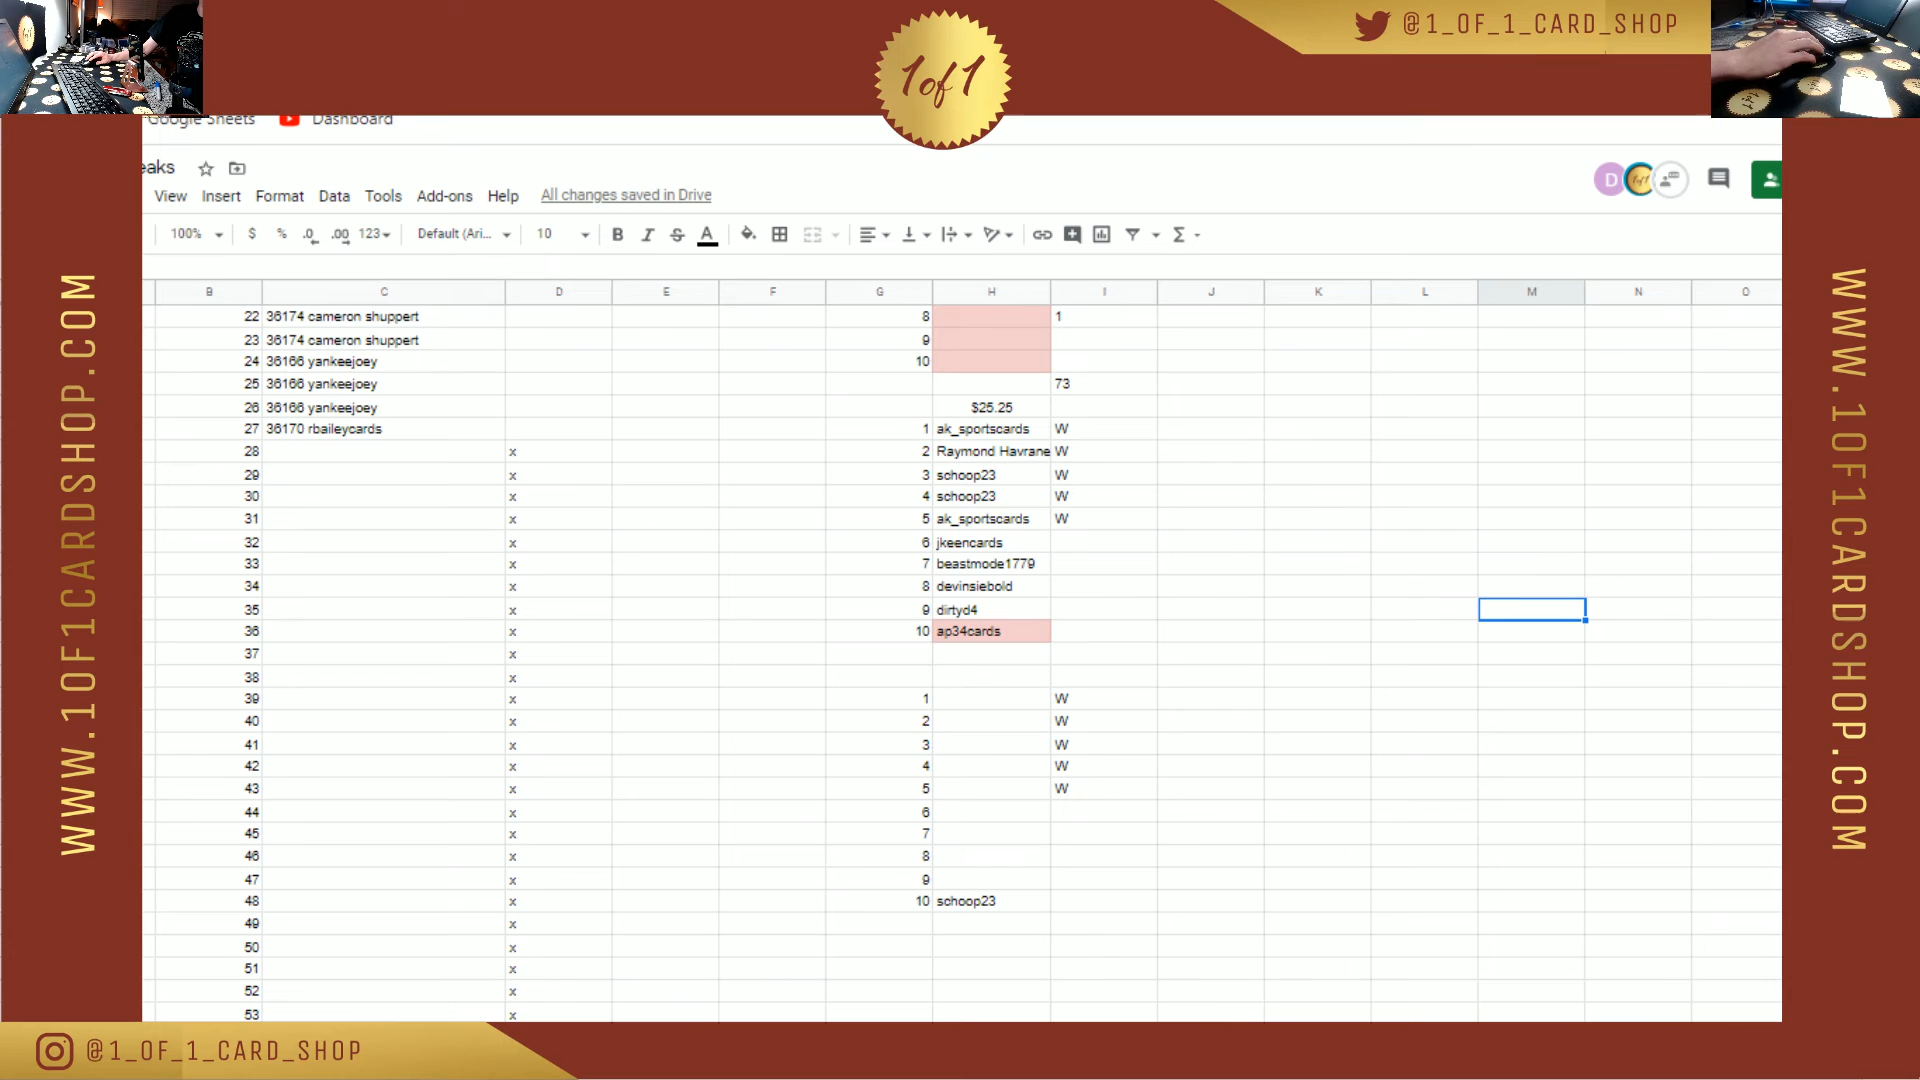 @1_OF_1_CARD_SHOP
1of1
Google Sheets Dashboard
eaks
View Insert Format Data Tools Add-ons Help All changes saved in Drive
D 1of1
100% $ % .0 .00 123 Default (Ari... 10 B I S A Σ
B C D E F G H I J K L M N O
22 36174 cameron shuppert 8 1
23 36174 cameron shuppert 9
24 36166 yankeejoey 10
25 36166 yankeejoey 73
26 36166 yankeejoey $25.25
27 36170 rbaileycards 1 ak_sportscards W
28 x 2 Raymond Havrane W
29 x 3 schoop23 W
30 x 4 schoop23 W
31 x 5 ak_sportscards W
32 x 6 jkeencards
33 x 7 beastmode1779
34 x 8 devinsiebold
35 x 9 dirtyd4
36 x 10 ap34cards
37 x
38 x
39 x 1 W
40 x 2 W
41 x 3 W
42 x 4 W
43 x 5 W
44 x 6
45 x 7
46 x 8
47 x 9
48 x 10 schoop23
49 x
50 x
51 x
52 x
53 x
WWW.1OF1CARDSHOP.COM
WWW.1OF1CARDSHOP.COM
@1_OF_1_CARD_SHOP